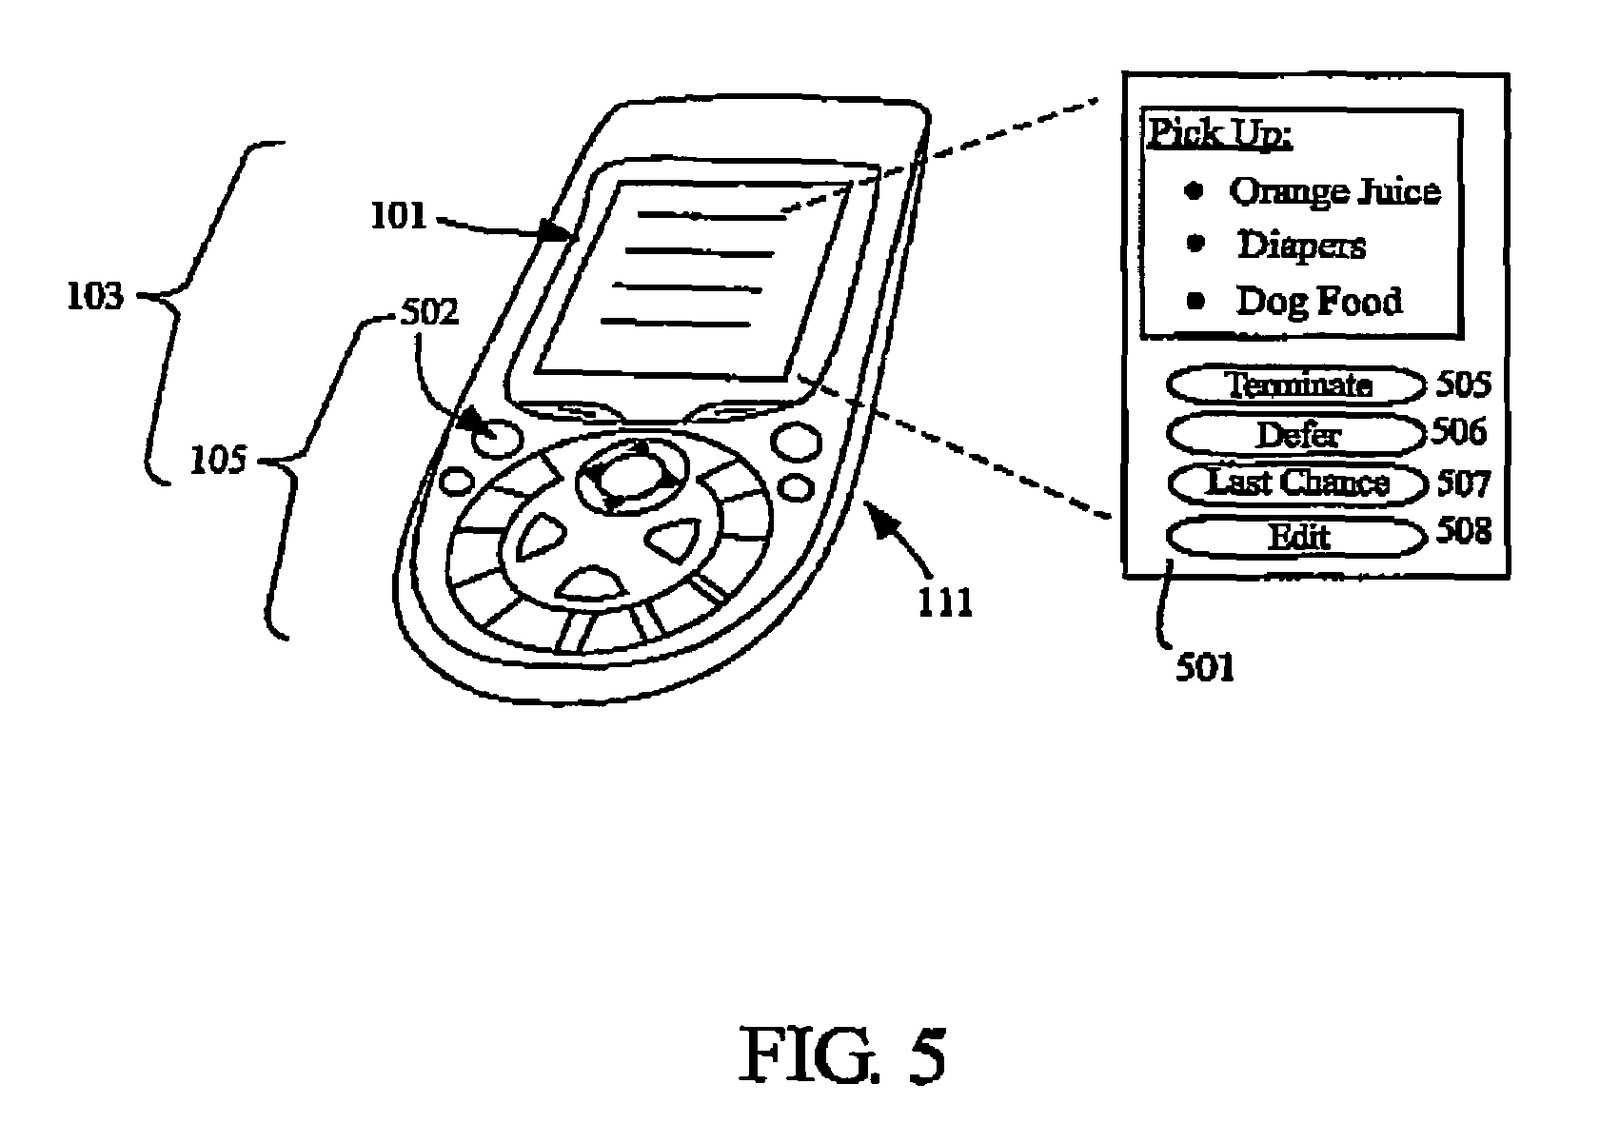 Pick Up:
• Orange Juice
• Diapers
• Dog Food
Terminate 505
Defer 506
Last Chance 507
Edit 508
501
101
103
502
105
111
FIG. 5